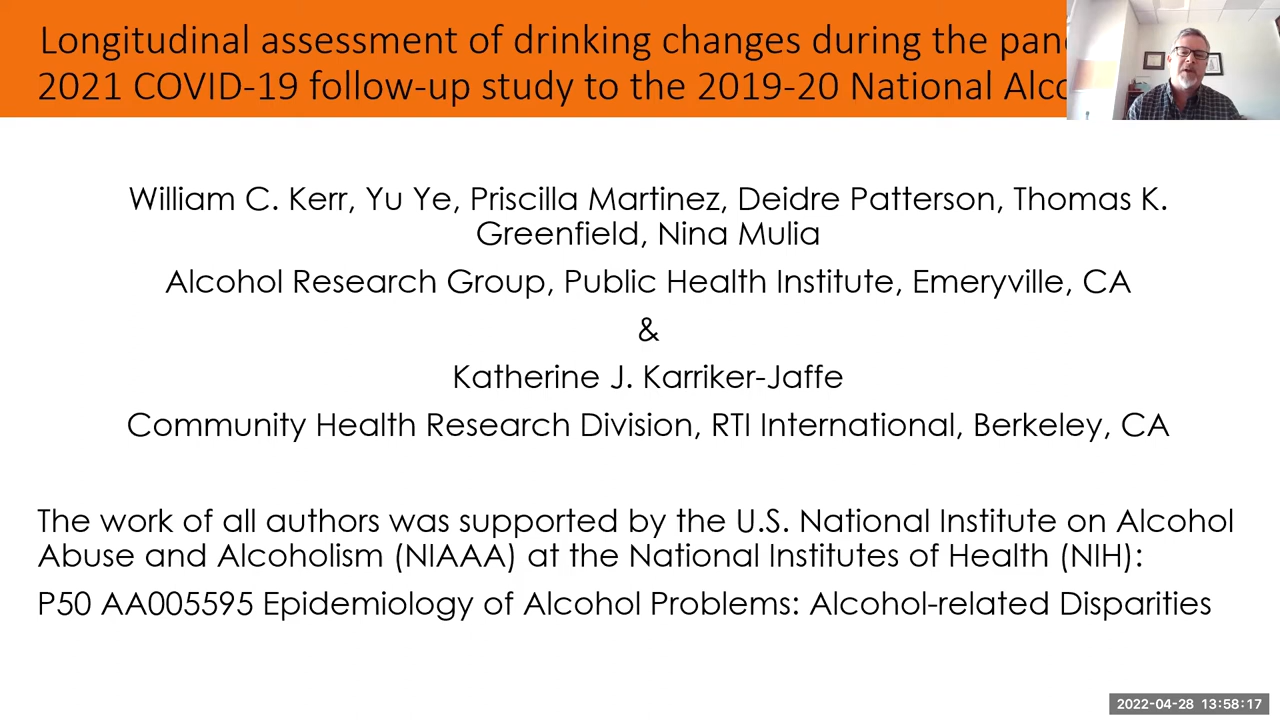 Longitudinal assessment of drinking changes during the
2021 COVID-19 follow-up study to the 2019-20 National
William C. Kerr, Yu Ye, Priscilla Martinez, Deidre Patterson, Thomas K.
Greenfield, Nina Mulia
Alcohol Research Group, Public Health Institute, Emeryville, CA
&
Katherine J. Karriker-Jaffe
Community Health Research Division, RTI International, Berkeley, CA
The work of all authors was supported by the U.S. National Institute on Alcohol
Abuse and Alcoholism (NIAAA) at the National Institutes of Health (NIH):
P50 AA005595 Epidemiology of Alcohol Problems: Alcohol-related Disparities
2022-04-28 13:58:17